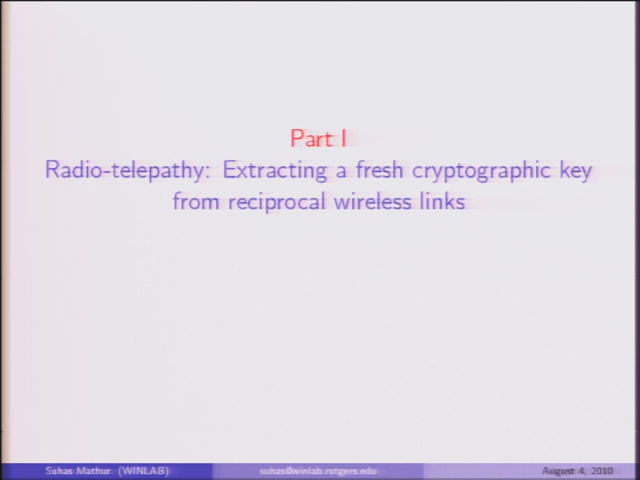 Part I
Radio-telepathy: Extracting a fresh cryptographic key
from reciprocal wireless links
Suhas Mathur (WINLAB) suhas@winlab.rutgers.edu August 4, 2010